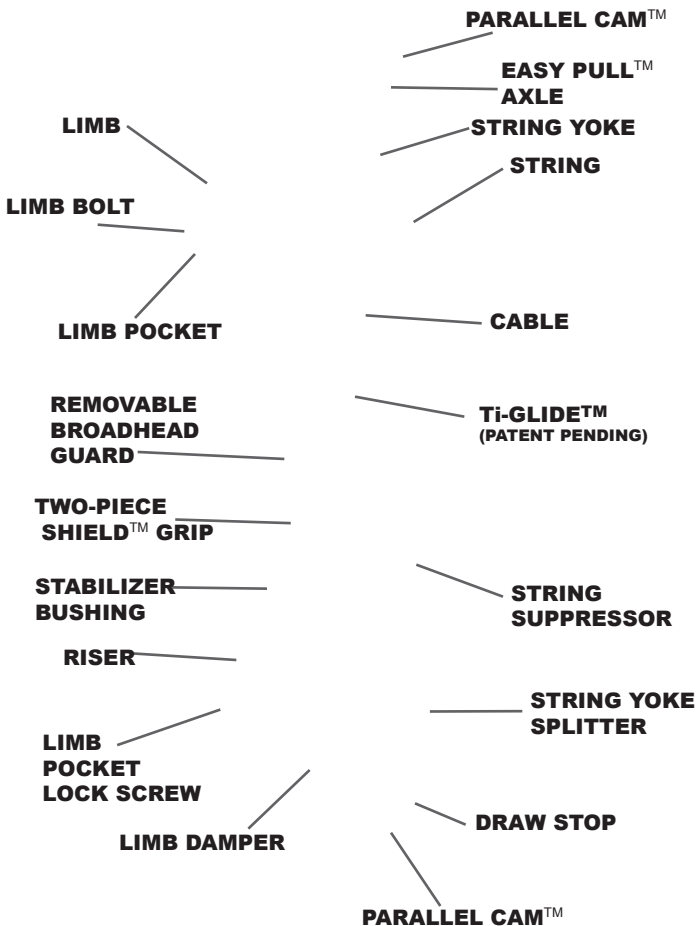 PARALLEL CAM™
EASY PULL™
AXLE
LIMB
STRING YOKE
STRING
LIMB BOLT
LIMB POCKET
CABLE
REMOVABLE
BROADHEAD
GUARD
Ti-GLIDE™
(PATENT PENDING)
TWO-PIECE
SHIELD™ GRIP
STABILIZER
BUSHING
STRING
SUPPRESSOR
RISER
STRING YOKE
SPLITTER
LIMB
POCKET
LOCK SCREW
DRAW STOP
LIMB DAMPER
PARALLEL CAM™